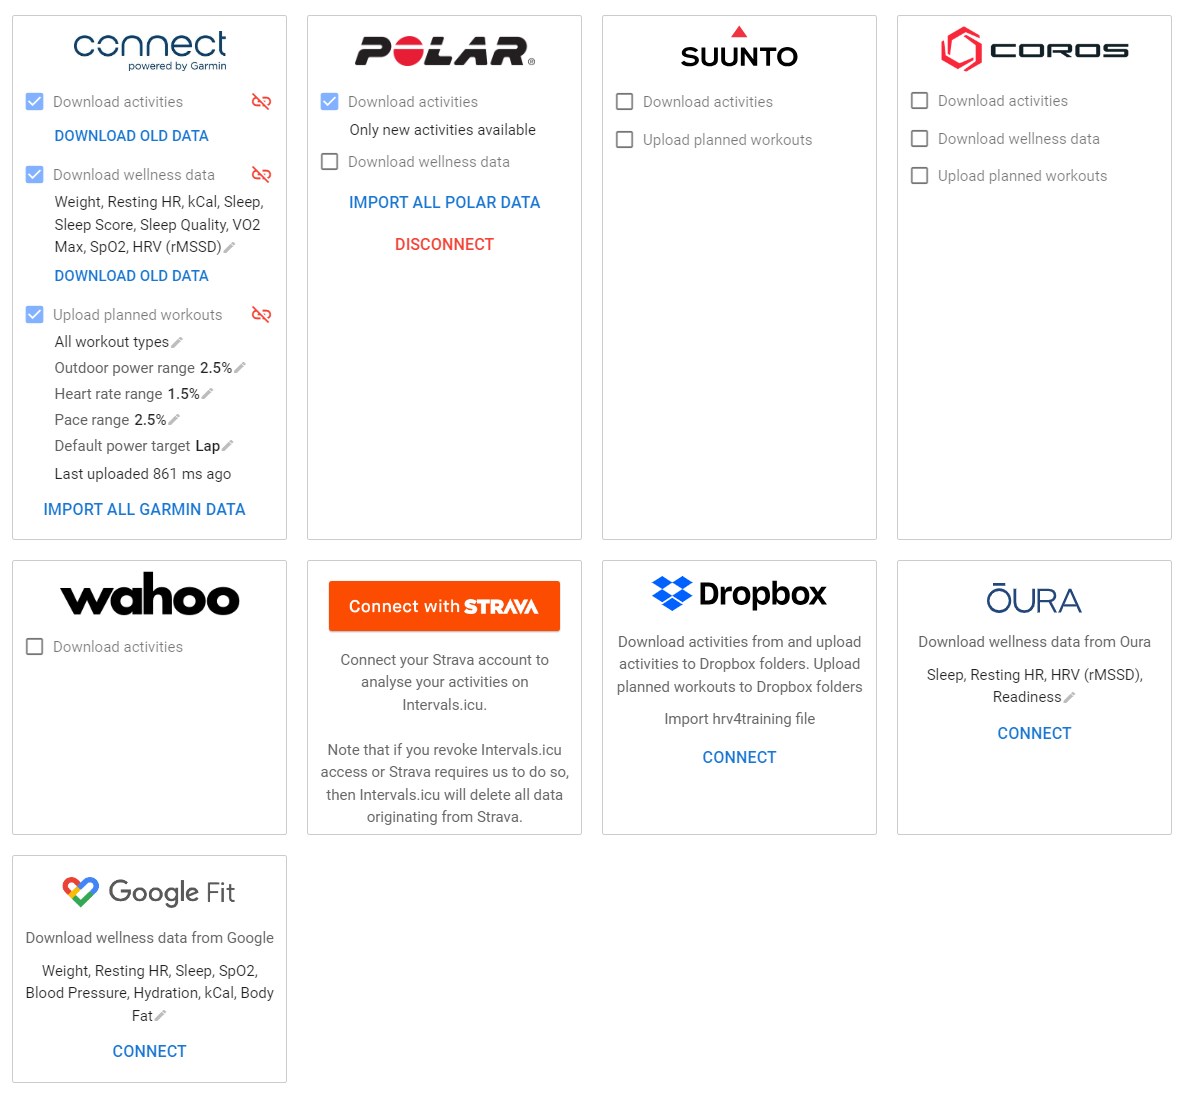 connect
powered by Garmin
Download activities
DOWNLOAD OLD DATA
Download wellness data
Weight, Resting HR, kCal, Sleep,
Sleep Score, Sleep Quality, VO2
Max, SpO2, HRV (rMSSD)
DOWNLOAD OLD DATA
Upload planned workouts
All workout types
Outdoor power range 2.5%
Heart rate range 1.5%
Pace range 2.5%
Default power target Lap
Last uploaded 861 ms ago
IMPORT ALL GARMIN DATA
POLAR®
Download activities
Only new activities available
Download wellness data
IMPORT ALL POLAR DATA
DISCONNECT
SUUNTO
Download activities
Upload planned workouts
COROS
Download activities
Download wellness data
Upload planned workouts
wahoo
Download activities
Connect with STRAVA
Connect your Strava account to
analyse your activities on
Intervals.icu.
Note that if you revoke Intervals.icu
access or Strava requires us to do so,
then Intervals.icu will delete all data
originating from Strava.
Dropbox
Download activities from and upload
activities to Dropbox folders. Upload
planned workouts to Dropbox folders
Import hrv4training file
CONNECT
ŌURA
Download wellness data from Oura
Sleep, Resting HR, HRV (rMSSD),
Readiness
CONNECT
Google Fit
Download wellness data from Google
Weight, Resting HR, Sleep, SpO2,
Blood Pressure, Hydration, kCal, Body
Fat
CONNECT